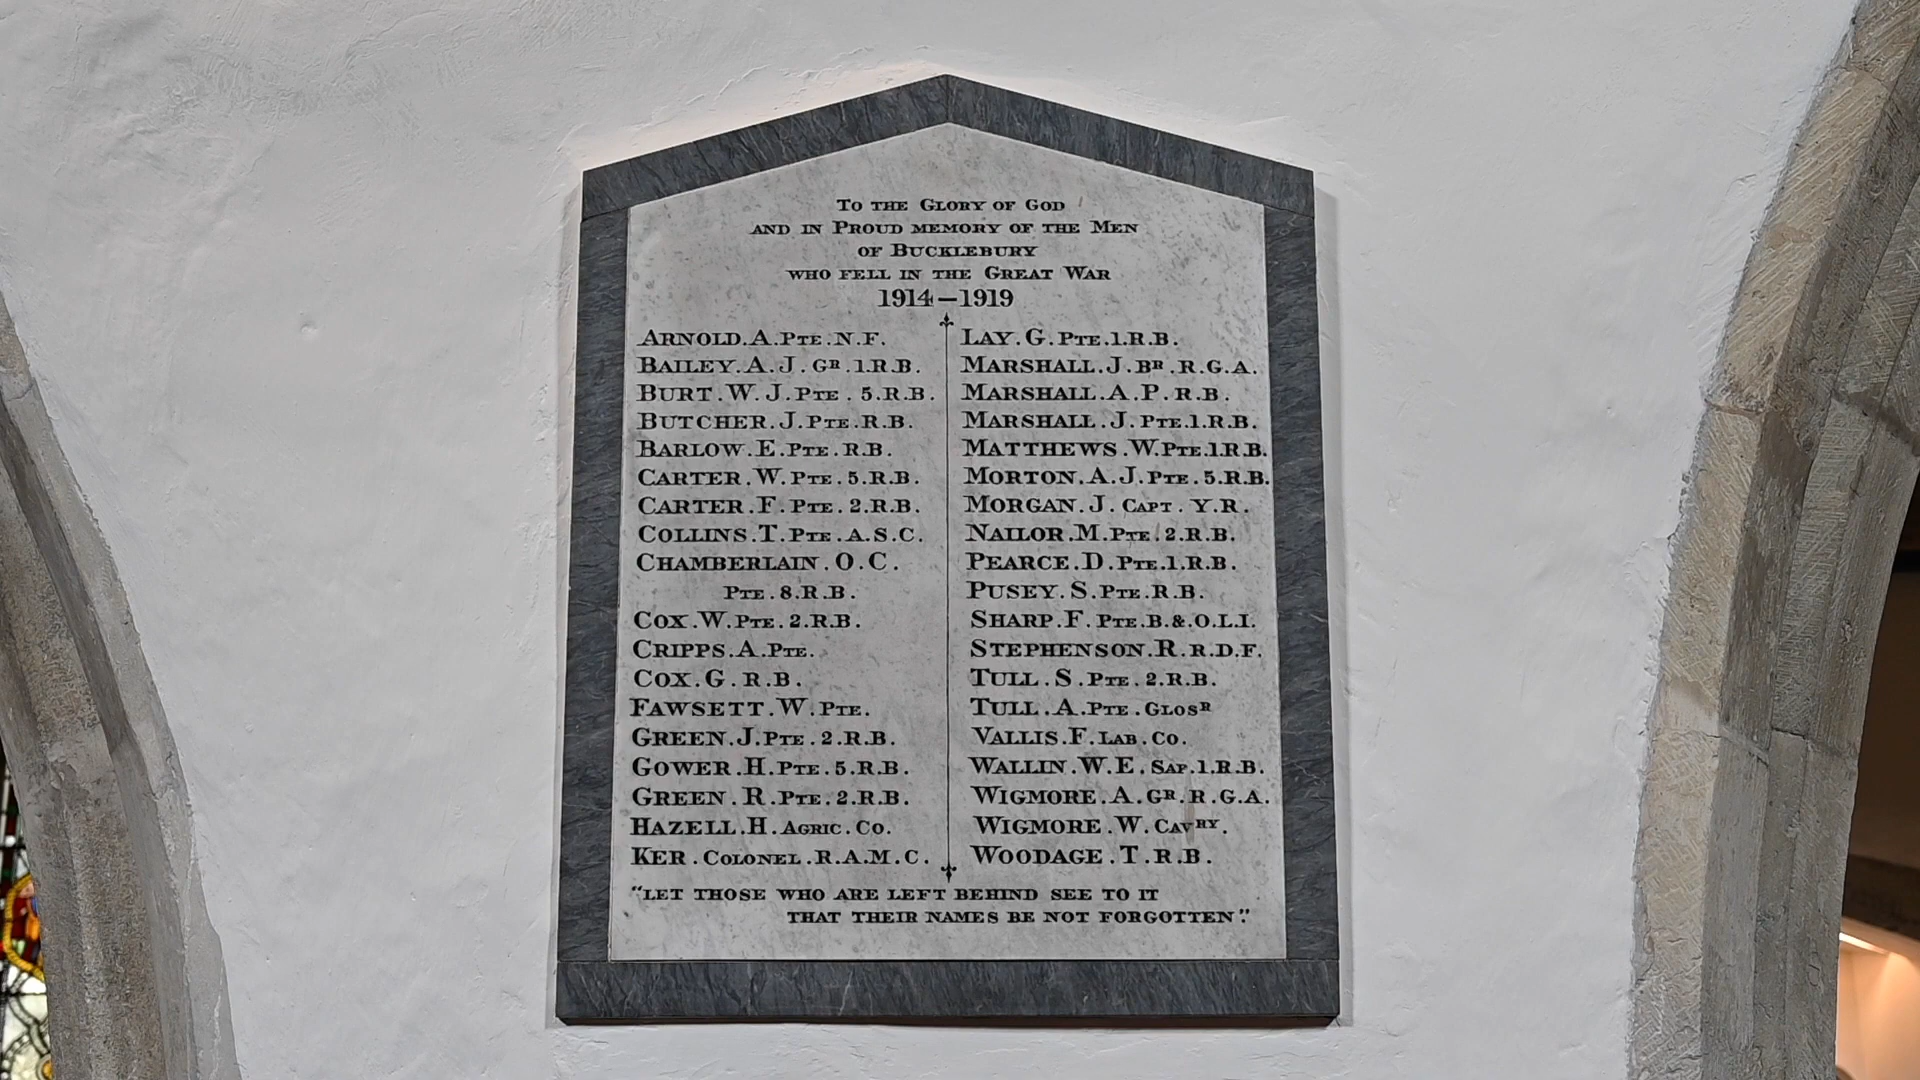 To the Glory of God
and in Proud memory of the Men
of Bucklebury
who fell in the Great War
1914–1919
Arnold.A.Pte.N.F.
Bailey.A.J.Gr.1.R.B.
Burt.W.J.Pte.5.R.B.
Butcher.J.Pte.R.B.
Barlow.E.Pte.R.B.
Carter.W.Pte.5.R.B.
Carter.F.Pte.2.R.B.
Collins.T.Pte.A.S.C.
Chamberlain.O.C.
Pte.8.R.B.
Cox.W.Pte.2.R.B.
Cripps.A.Pte.
Cox.G.R.B.
Fawsett.W.Pte.
Green.J.Pte.2.R.B.
Gower.H.Pte.5.R.B.
Green.R.Pte.2.R.B.
Hazell.H.Agric.Co.
Ker.Colonel.R.A.M.C.
Lay.G.Pte.1.R.B.
Marshall.J.Br.R.G.A.
Marshall.A.P.R.B.
Marshall.J.Pte.1.R.B.
Matthews.W.Pte.1.R.B.
Morton.A.J.Pte.5.R.B.
Morgan.J.Capt.Y.R.
Nailor.M.Pte.2.R.B.
Pearce.D.Pte.1.R.B.
Pusey.S.Pte.R.B.
Sharp.F.Pte.B.&.O.L.I.
Stephenson.R.R.D.F.
Tull.S.Pte.2.R.B.
Tull.A.Pte.Glosr
Vallis.F.Lab.Co.
Wallin.W.E.Sap.1.R.B.
Wigmore.A.Gr.R.G.A.
Wigmore.W.Cavry.
Woodage.T.R.B.
"Let those who are left behind see to it
that their names be not forgotten."